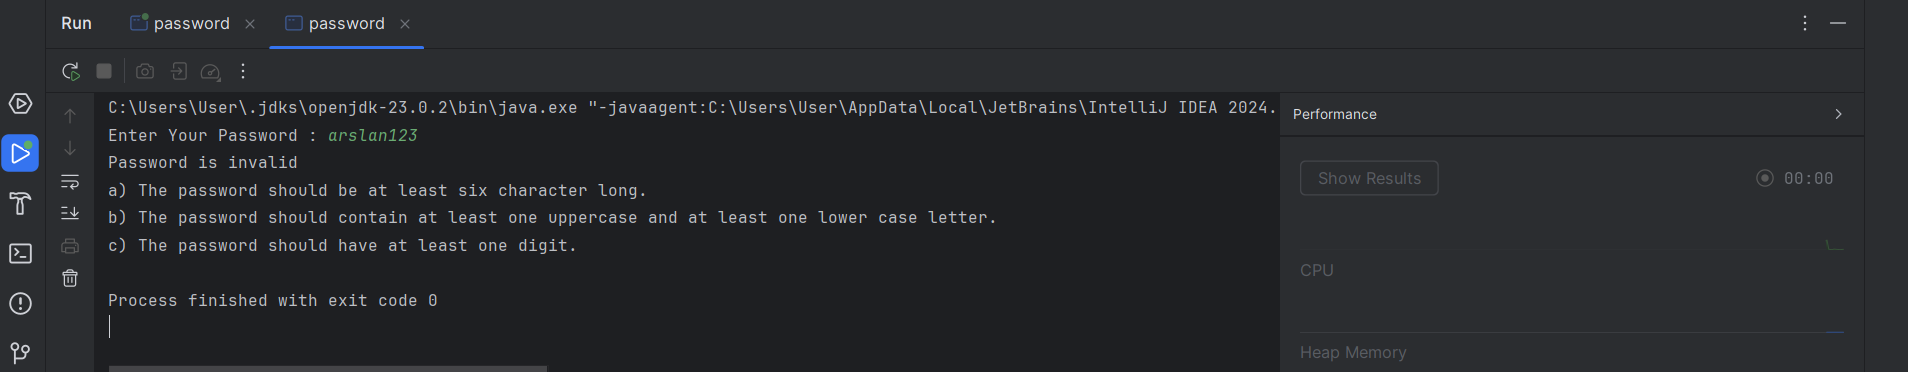 Run password password
C:\Users\User\.jdks\openjdk-23.0.2\bin\java.exe "-javaagent:C:\Users\User\AppData\Local\JetBrains\IntelliJ IDEA 2024.
Enter Your Password : arslan123
Password is invalid
a) The password should be at least six character long.
b) The password should contain at least one uppercase and at least one lower case letter.
c) The password should have at least one digit.
Process finished with exit code 0
Performance
Show Results 00:00
CPU
Heap Memory